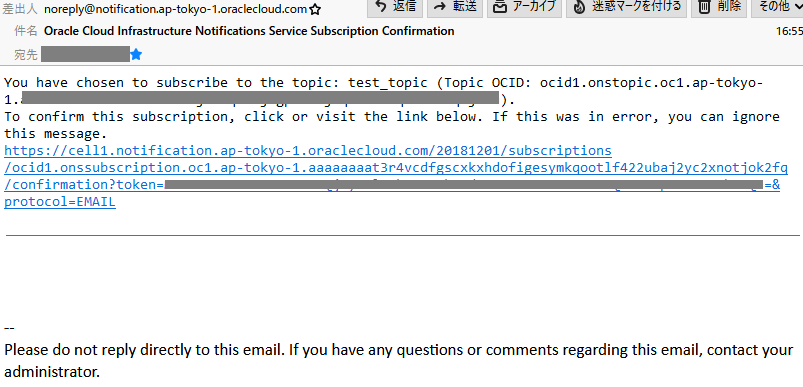 差出人 noreply@notification.ap-tokyo-1.oraclecloud.com 返信 転送 アーカイブ 迷惑マークを付ける 削除 その他
件名 Oracle Cloud Infrastructure Notifications Service Subscription Confirmation 16:55
宛先
You have chosen to subscribe to the topic: test_topic (Topic OCID: ocid1.onstopic.oc1.ap-tokyo-
1. ).
To confirm this subscription, click or visit the link below. If this was in error, you can ignore
this message.
https://cell1.notification.ap-tokyo-1.oraclecloud.com/20181201/subscriptions
/ocid1.onssubscription.oc1.ap-tokyo-1.aaaaaaaat3r4vcdfgscxkxhdofigesymkqootlf422ubaj2yc2xnotjok2fq
/confirmation?token= =&
protocol=EMAIL
--
Please do not reply directly to this email. If you have any questions or comments regarding this email, contact your
administrator.